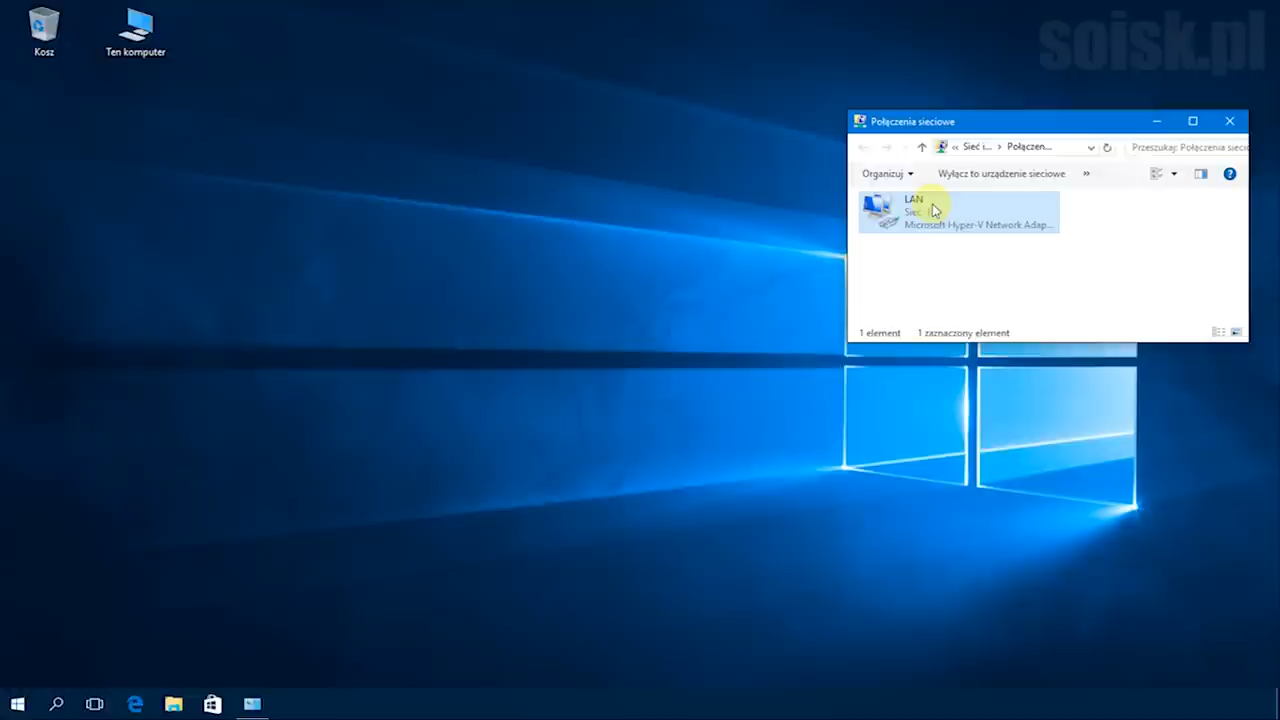 soisk.pl
Kosz
Ten komputer
Połączenia sieciowe
« Sieć i... > Połączen...
Przeszukaj: Połączenia sieci
Organizuj
Wyłącz to urządzenie sieciowe »
LAN
Sieć
Microsoft Hyper-V Network Adap...
1 element
1 zaznaczony element